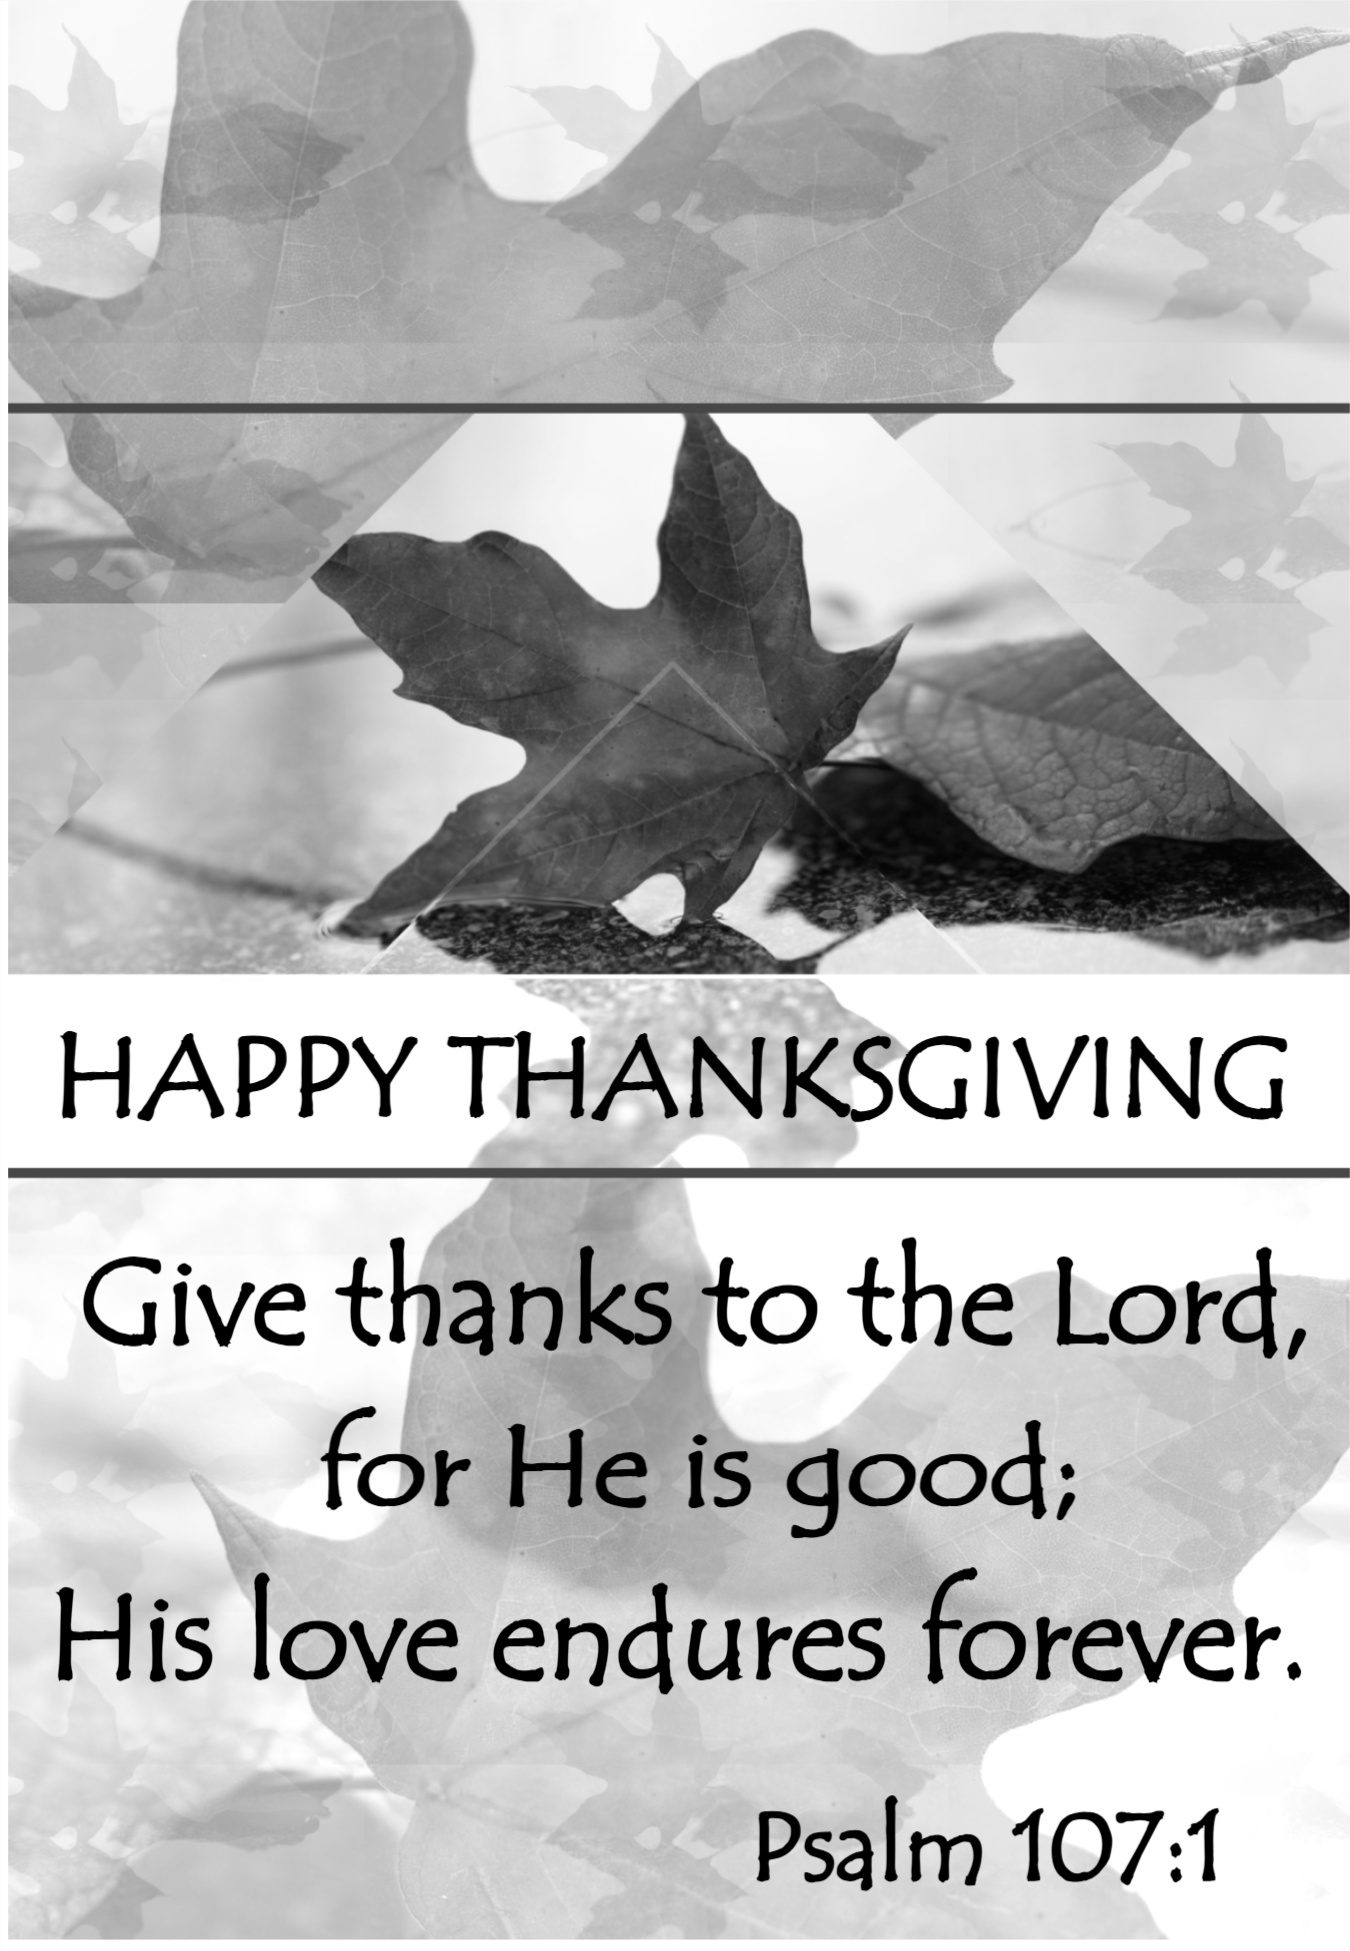 HAPPY THANKSGIVING
Give thanks to the Lord,
for He is good;
His love endures forever.
Psalm 107:1